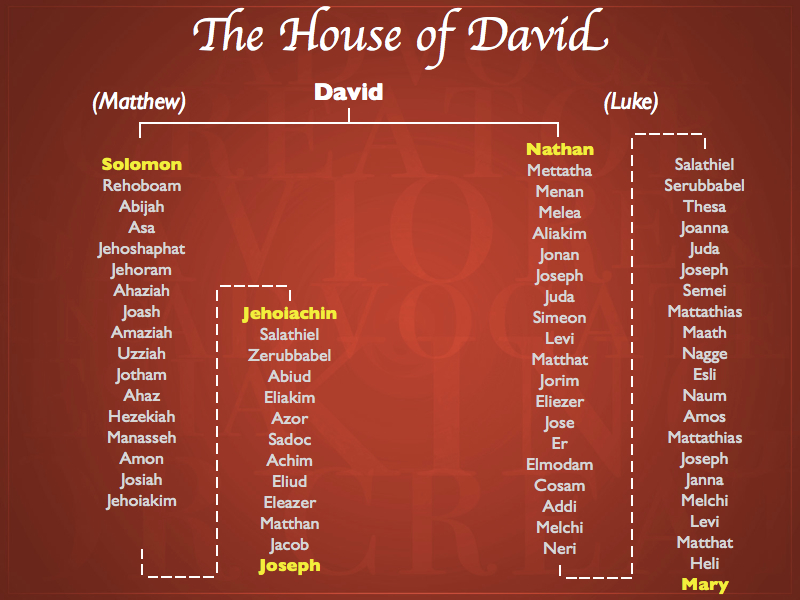 The House of David
David
(Matthew)
(Luke)
Solomon
Rehoboam
Abijah
Asa
Jehoshaphat
Jehoram
Ahaziah
Joash
Amaziah
Uzziah
Jotham
Ahaz
Hezekiah
Manasseh
Amon
Josiah
Jehoiakim
Jehoiachin
Salathiel
Zerubbabel
Abiud
Eliakim
Azor
Sadoc
Achim
Eliud
Eleazer
Matthan
Jacob
Joseph
Nathan
Mettatha
Menan
Melea
Aliakim
Jonan
Joseph
Juda
Simeon
Levi
Matthat
Jorim
Eliezer
Jose
Er
Elmodam
Cosam
Addi
Melchi
Neri
Salathiel
Serubbabel
Thesa
Joanna
Juda
Joseph
Semei
Mattathias
Maath
Nagge
Esli
Naum
Amos
Mattathias
Joseph
Janna
Melchi
Levi
Matthat
Heli
Mary